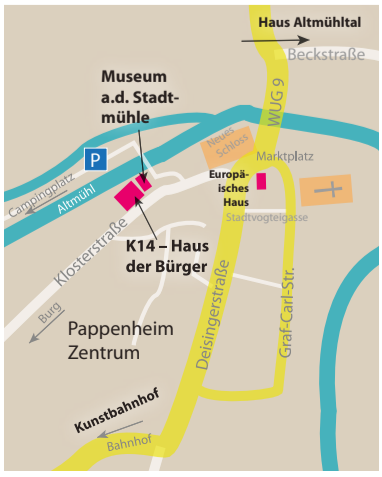 Haus Altmühltal
Beckstraße
WUG 9
Museum
a.d. Stadt-
mühle
Neues
Schloss
P
Marktplatz
Campingplatz
Altmühl
Europä-
isches
Haus
Stadtvogteigasse
Klosterstraße
K14 – Haus
der Bürger
Deisingerstraße
Graf-Carl-Str.
Burg
Pappenheim
Zentrum
Kunstbahnhof
Bahnhof